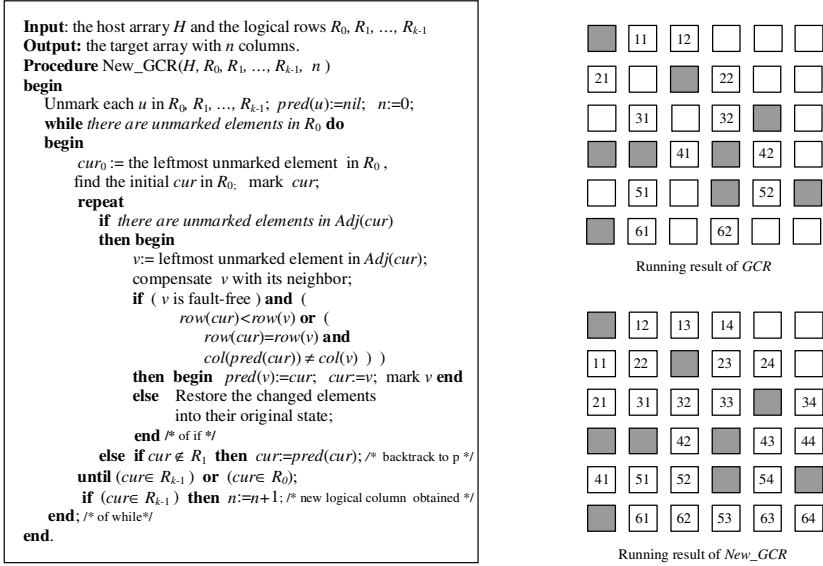 Input: the host arrary H and the logical rows R0, R1, …, Rk-1
Output: the target array with n columns.
Procedure New_GCR(H, R0, R1, …, Rk-1, n )
begin
Unmark each u in R0, R1, …, Rk-1; pred(u):=nil; n:=0;
while there are unmarked elements in R0 do
begin
cur0 := the leftmost unmarked element in R0 ,
find the initial cur in R0; mark cur;
repeat
if there are unmarked elements in Adj(cur)
then begin
v:= leftmost unmarked element in Adj(cur);
compensate v with its neighbor;
if ( v is fault-free ) and (
row(cur)<row(v) or (
row(cur)=row(v) and
col(pred(cur)) ≠ col(v) ) )
then begin pred(v):=cur; cur:=v; mark v end
else Restore the changed elements
into their original state;
end /* of if */
else if cur ∉ R1 then cur:=pred(cur); /* backtrack to p */
until (cur∈ Rk-1 ) or (cur∈ R0);
if (cur∈ Rk-1 ) then n:=n+1; /* new logical column obtained */
end; /* of while*/
end.
11 12
21 22
31 32
41 42
51 52
61 62
Running result of GCR
12 13 14
11 22 23 24
21 31 32 33 34
42 43 44
41 51 52 54
61 62 53 63 64
Running result of New_GCR